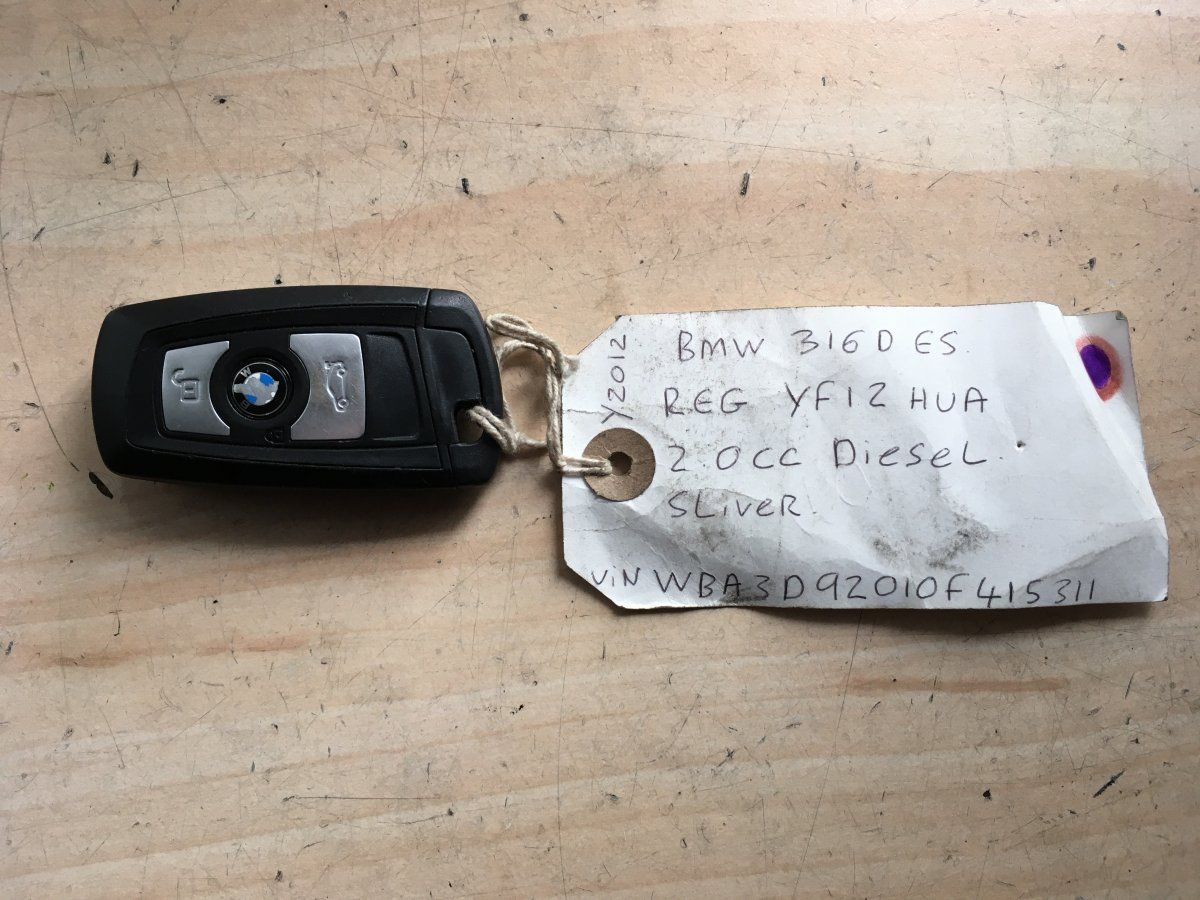 Y2012
BMW 316D ES.
REG YF12 HUA
2.0CC DIESEL.
SLIVER.
VIN WBA3D92010F415311